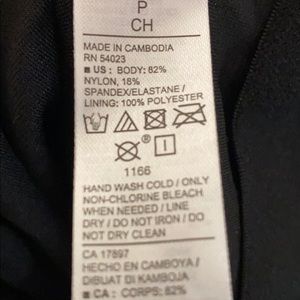 P
CH
MADE IN CAMBODIA
RN 54023
■ US : BODY: 82%
NYLON, 18%
SPANDEX/ELASTANE /
LINING: 100% POLYESTER
® I
1166
HAND WASH COLD / ONLY
NON-CHLORINE BLEACH
WHEN NEEDED / LINE
DRY / DO NOT IRON / DO
NOT DRY CLEAN
CA 17897
HECHO EN CAMBOYA /
DIBUAT DI KAMBOJA
■ CA : CORPS: 82%